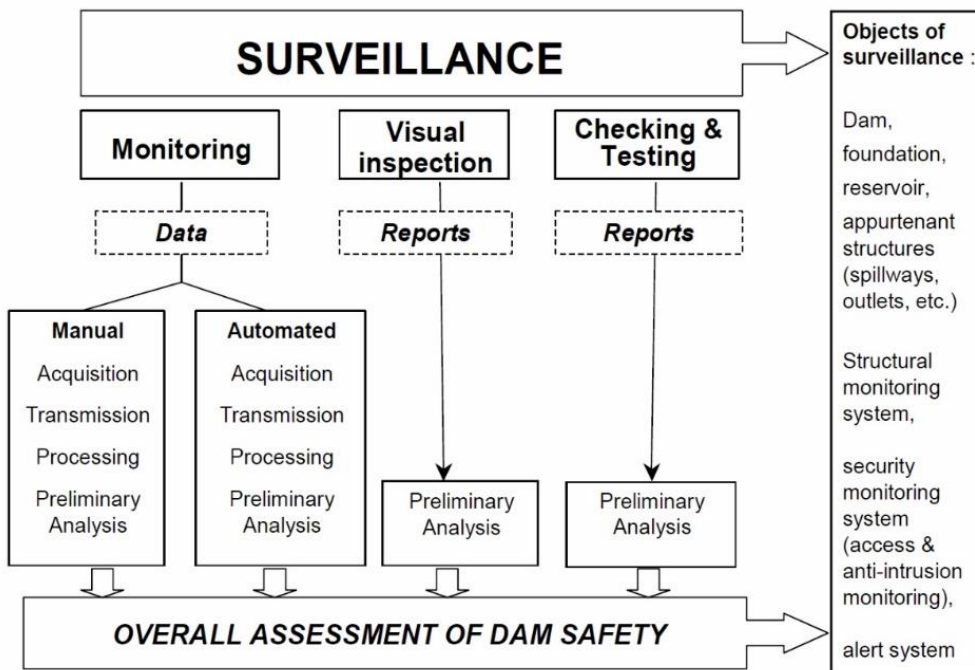 SURVEILLANCE
Monitoring
Visual
inspection
Checking &
Testing
Data
Reports
Reports
Manual
Acquisition
Transmission
Processing
Preliminary
Analysis
Automated
Acquisition
Transmission
Processing
Preliminary
Analysis
Preliminary
Analysis
Preliminary
Analysis
OVERALL ASSESSMENT OF DAM SAFETY
Objects of
surveillance :
Dam,
foundation,
reservoir,
appurtenant
structures
(spillways,
outlets, etc.)
Structural
monitoring
system,
security
monitoring
system
(access &
anti-intrusion
monitoring),
alert system